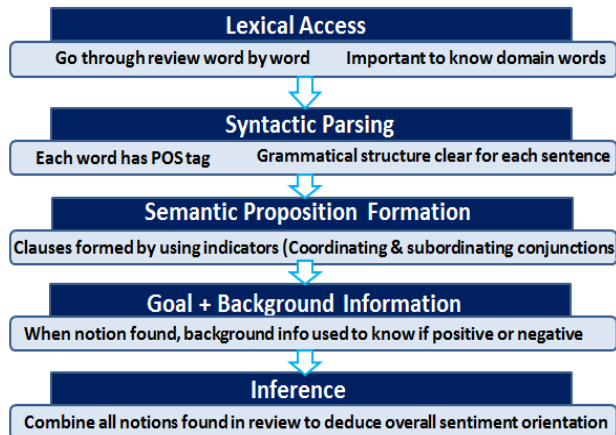 Lexical Access
Go through review word by word Important to know domain words
Syntactic Parsing
Each word has POS tag Grammatical structure clear for each sentence
Semantic Proposition Formation
Clauses formed by using indicators (Coordinating & subordinating conjunctions
Goal + Background Information
When notion found, background info used to know if positive or negative
Inference
Combine all notions found in review to deduce overall sentiment orientation